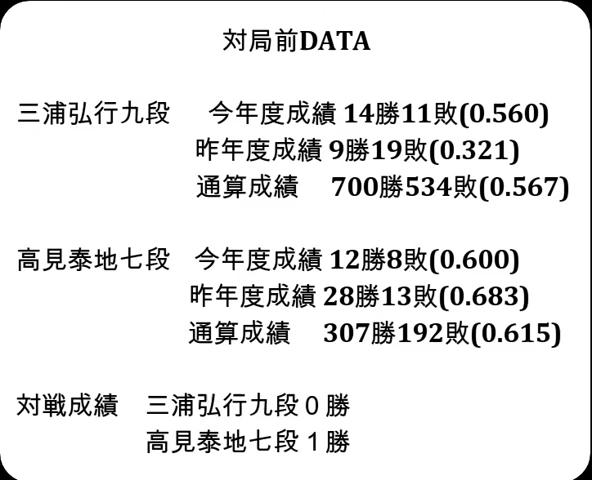 対局前DATA
三浦弘行九段 今年度成績 14勝11敗(0.560)
昨年度成績 9勝19敗(0.321)
通算成績 700勝534敗(0.567)
高見泰地七段 今年度成績 12勝8敗(0.600)
昨年度成績 28勝13敗(0.683)
通算成績 307勝192敗(0.615)
対戦成績 三浦弘行九段0勝
高見泰地七段1勝